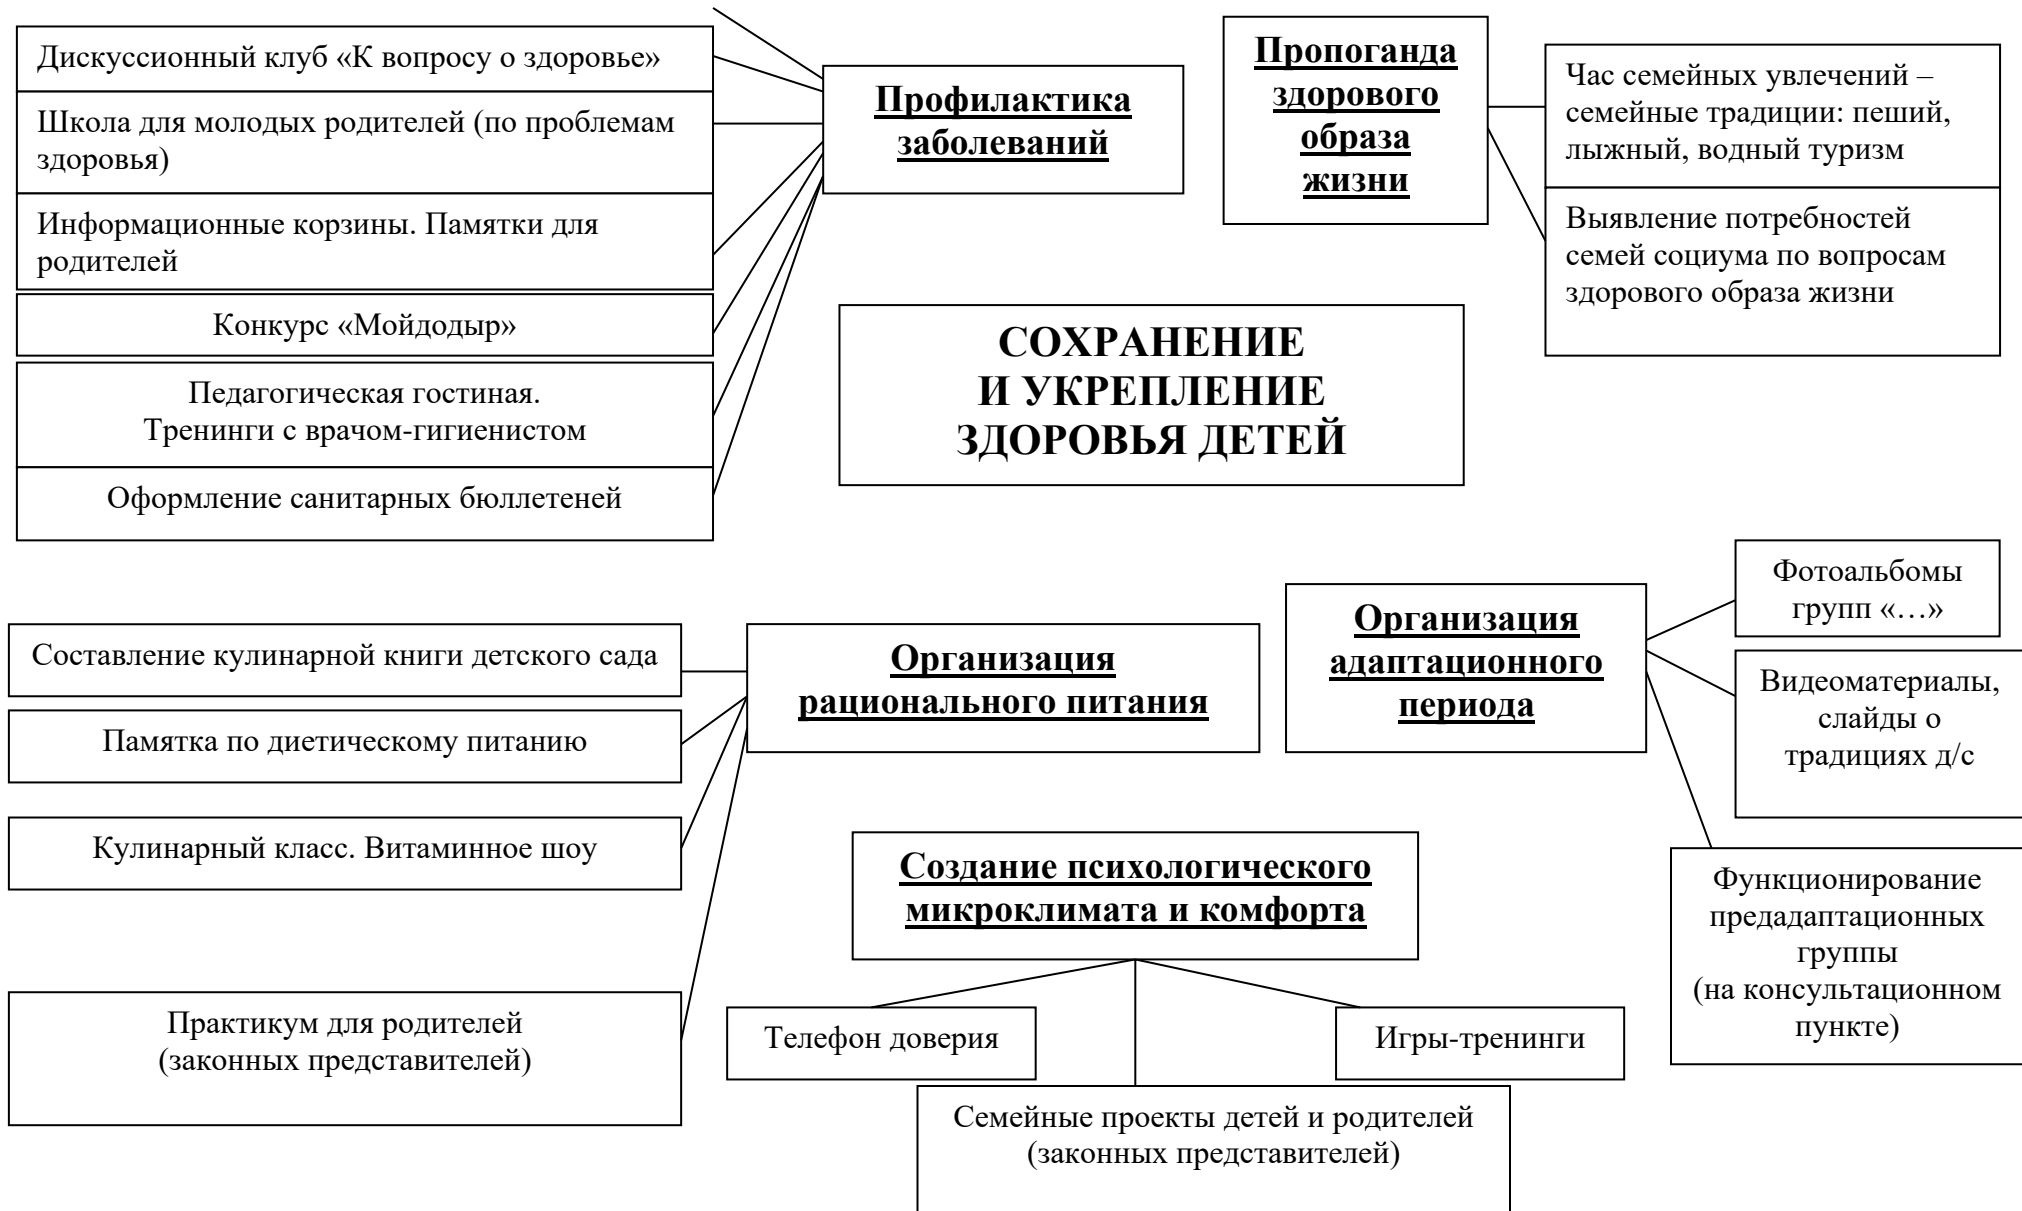 Дискуссионный клуб «К вопросу о здоровье»
Школа для молодых родителей (по проблемам
здоровья)
Информационные корзины. Памятки для
родителей
Конкурс «Мойдодыр»
Педагогическая гостиная.
Тренинги с врачом-гигиенистом
Оформление санитарных бюллетеней
Профилактика
заболеваний
Пропоганда
здорового
образа
жизни
Час семейных увлечений –
семейные традиции: пеший,
лыжный, водный туризм
Выявление потребностей
семей социума по вопросам
здорового образа жизни
СОХРАНЕНИЕ
И УКРЕПЛЕНИЕ
ЗДОРОВЬЯ ДЕТЕЙ
Составление кулинарной книги детского сада
Памятка по диетическому питанию
Кулинарный класс. Витаминное шоу
Практикум для родителей
(законных представителей)
Организация
рационального питания
Организация
адаптационного
периода
Фотоальбомы
групп «…»
Видеоматериалы,
слайды о
традициях д/с
Функционирование
предадаптационных
группы
(на консультационном
пункте)
Создание психологического
микроклимата и комфорта
Телефон доверия
Игры-тренинги
Семейные проекты детей и родителей
(законных представителей)